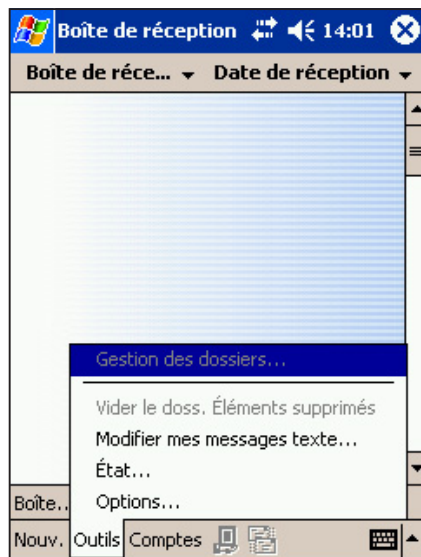 Boîte de réception 14:01
Boîte de réce... Date de réception
Gestion des dossiers...
Vider le doss. Éléments supprimés
Modifier mes messages texte...
État...
Options...
Boîte..
Nouv. Outils Comptes